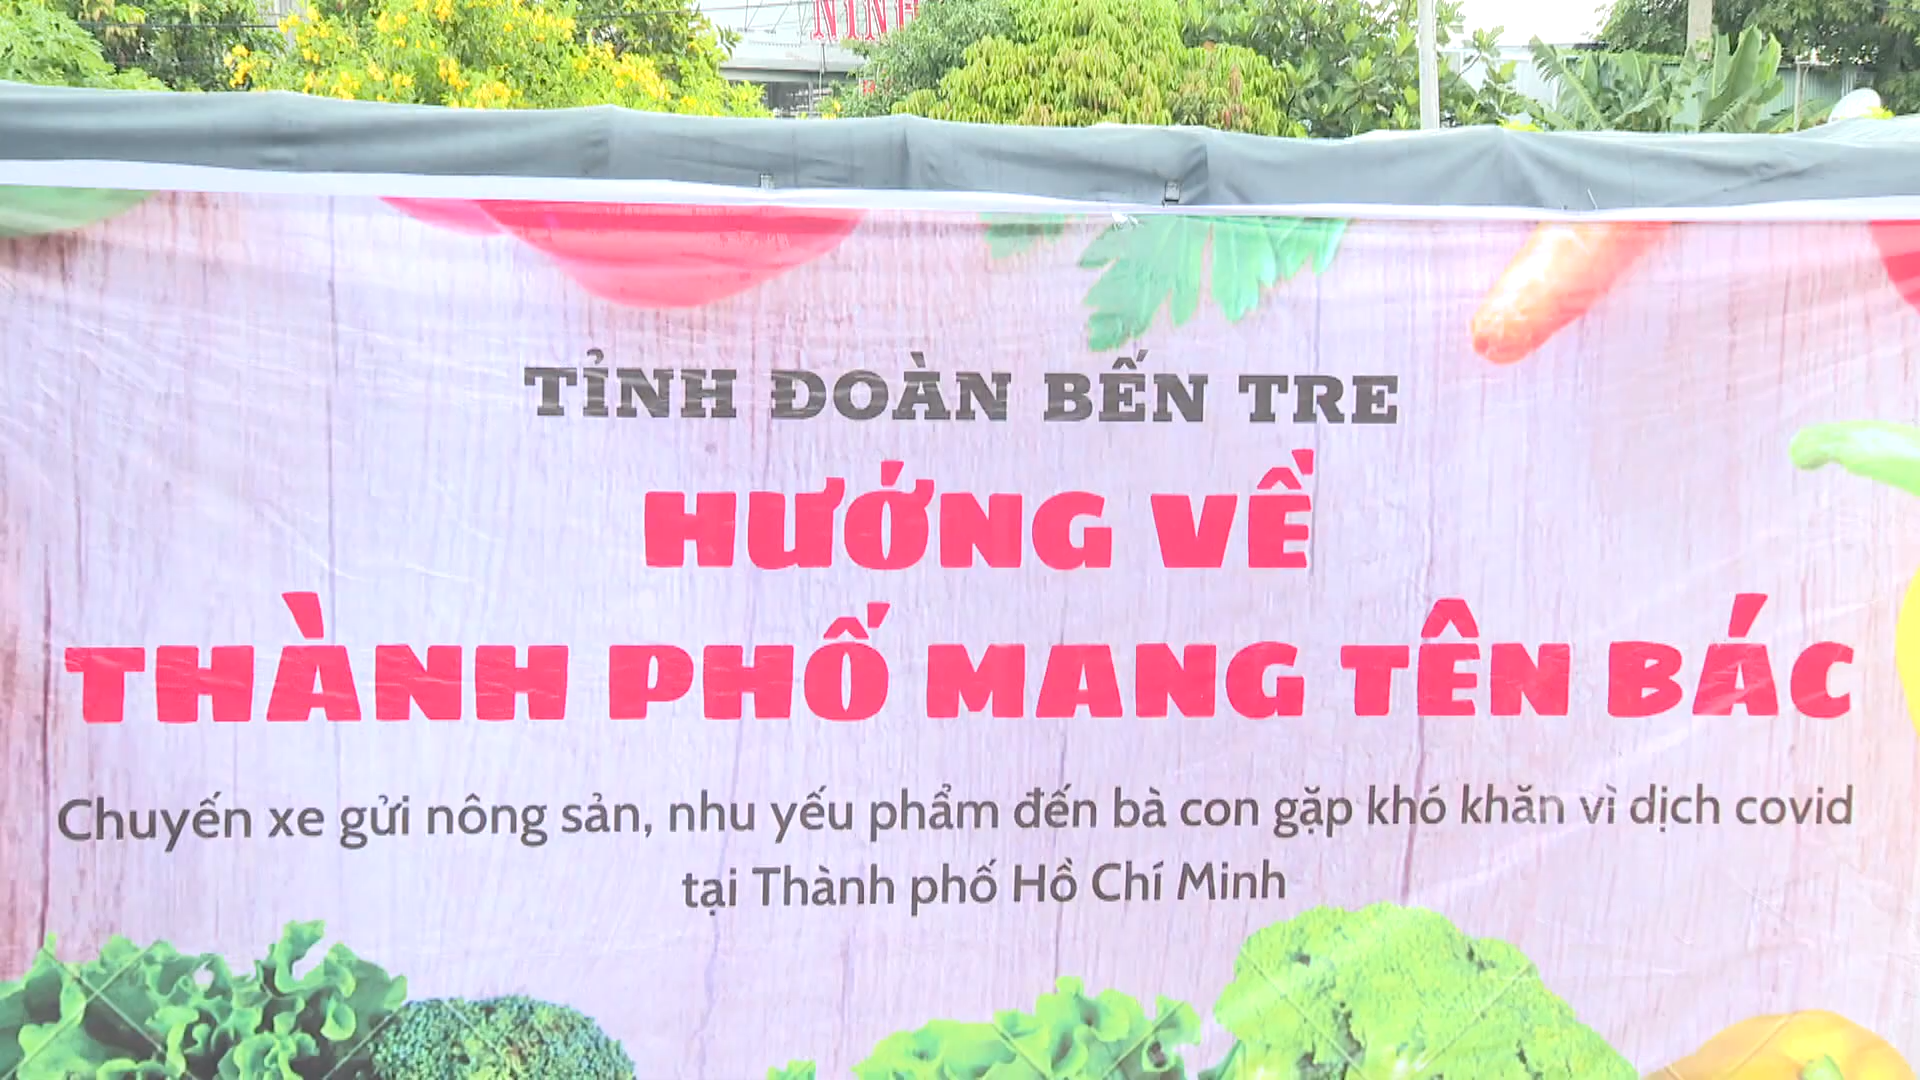 NINH
TỈNH ĐOÀN BẾN TRE
HƯỚNG VỀ
THÀNH PHỐ MANG TÊN BÁC
Chuyến xe gửi nông sản, nhu yếu phẩm đến bà con gặp khó khăn vì dịch covid
tại Thành phố Hồ Chí Minh